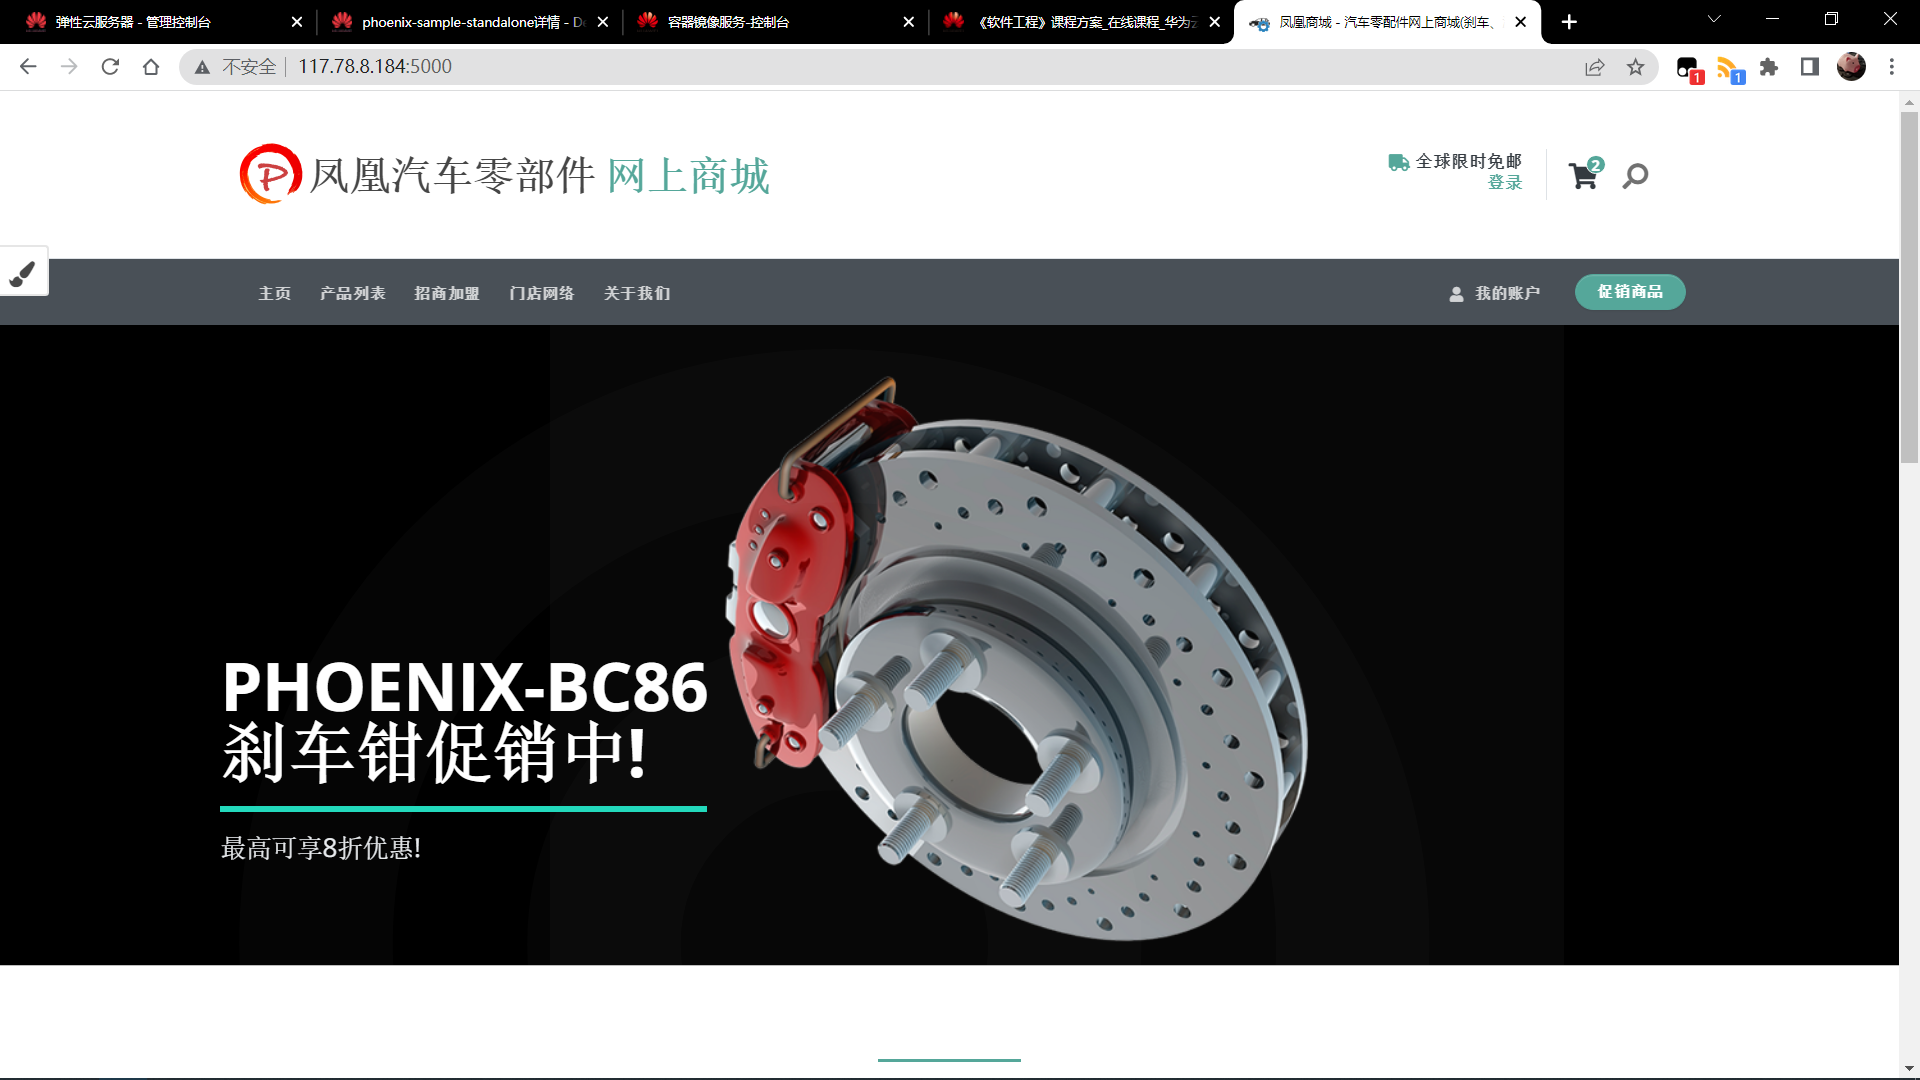 弹性云服务器 - 管理控制台
phoenix-sample-standalone详情 - De
容器镜像服务-控制台
《软件工程》课程方案_在线课程_华为云
凤凰商城 - 汽车零配件网上商城(刹车、
不安全 117.78.8.184:5000
1
1
凤凰汽车零部件 网上商城
全球限时免邮
登录
2
主页 产品列表 招商加盟 门店网络 关于我们 我的账户 促销商品
PHOENIX-BC86
刹车钳促销中!
最高可享8折优惠!